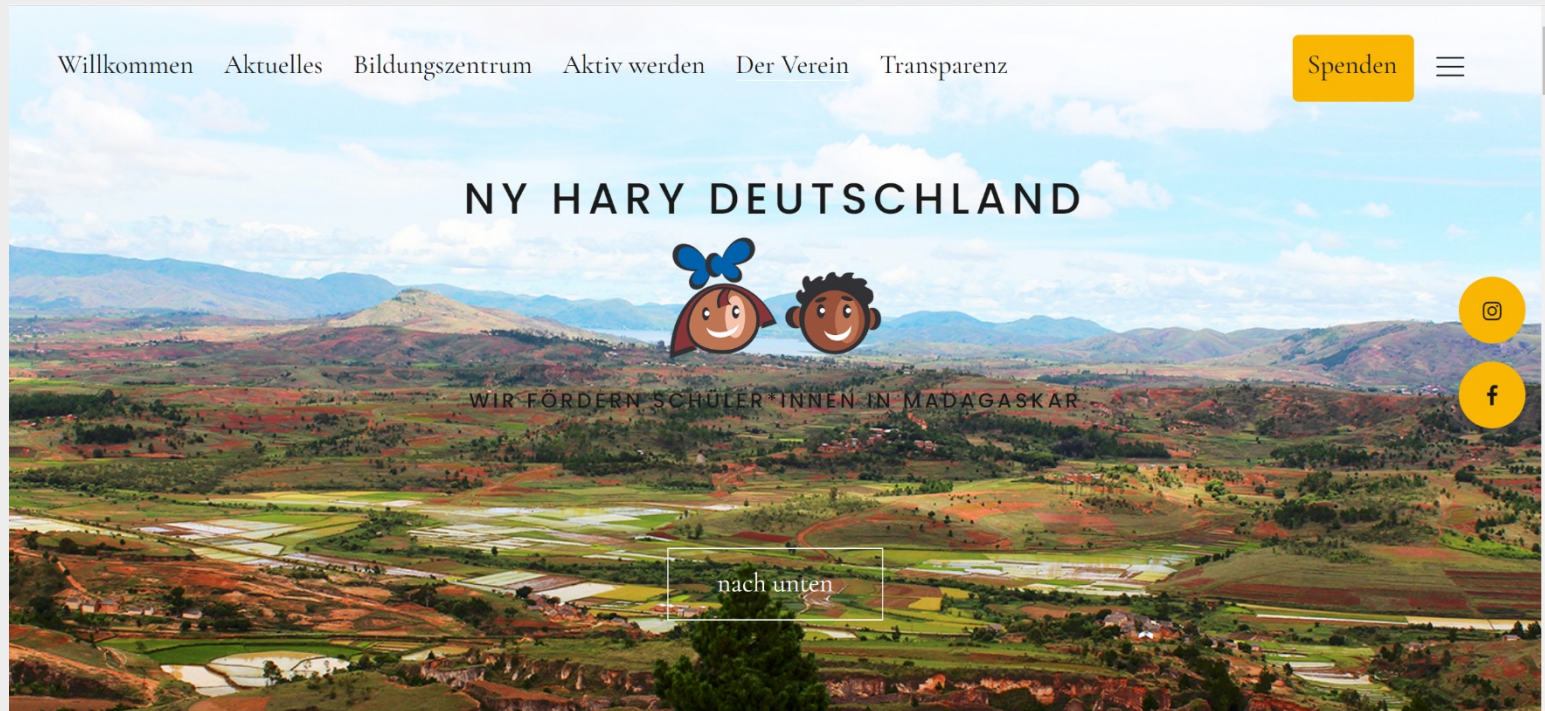 Willkommen Aktuelles Bildungszentrum Aktiv werden Der Verein Transparenz Spenden
NY HARY DEUTSCHLAND
WIR FÖRDERN SCHÜLER*INNEN IN MADAGASKAR
nach unten